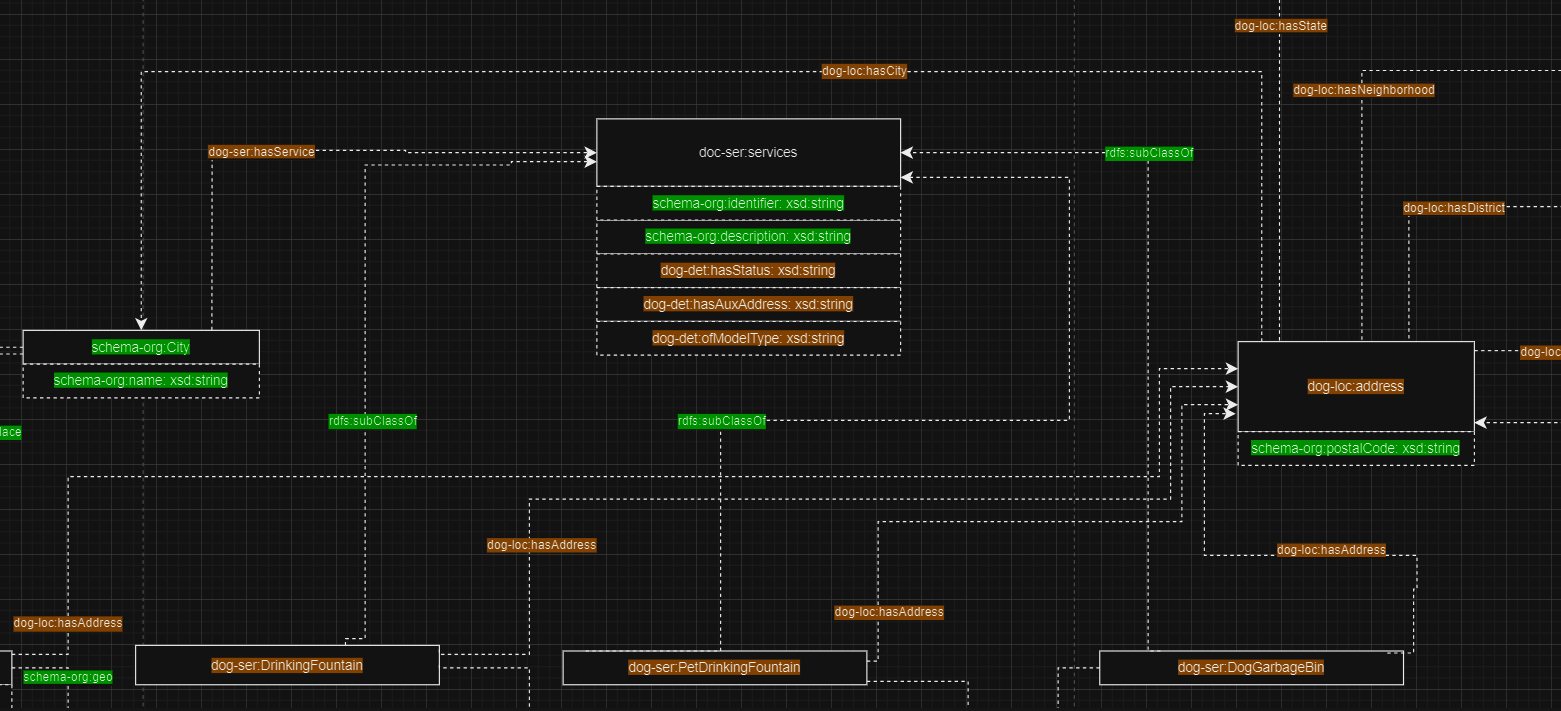 dog-loc:hasState
dog-loc:hasCity
dog-loc:hasNeighborhood
dog-ser:hasService
doc-ser:services
rdfs:subClassOf
schema-org:identifier: xsd:string
dog-loc:hasDistrict
schema-org:description: xsd:string
dog-det:hasStatus: xsd:string
dog-det:hasAuxAddress: xsd:string
dog-det:ofModelType: xsd:string
schema-org:City
dog-loc
schema-org:name: xsd:string
dog-loc:address
rdfs:subClassOf
rdfs:subClassOf
lace
schema-org:postalCode: xsd:string
dog-loc:hasAddress
dog-loc:hasAddress
dog-loc:hasAddress
dog-loc:hasAddress
dog-ser:DrinkingFountain
dog-ser:PetDrinkingFountain
dog-ser:DogGarbageBin
schema-org:geo